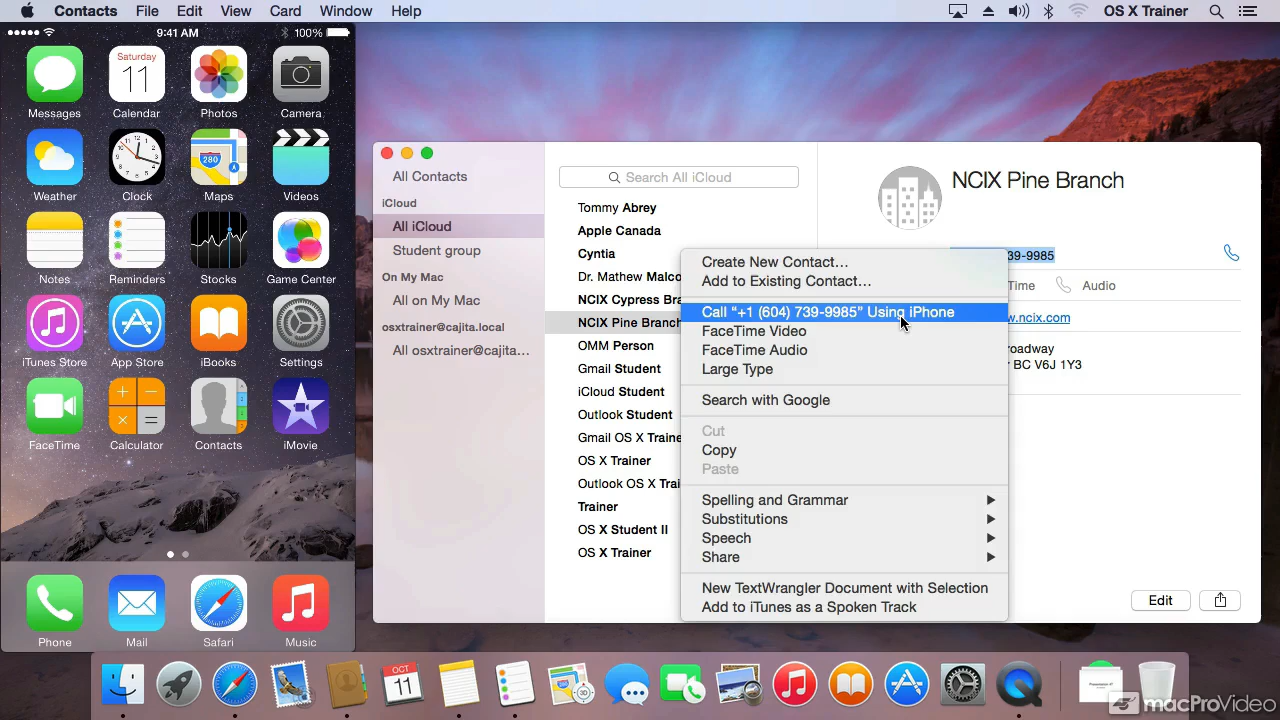 Contacts File Edit View Card Window Help
OS X Trainer
9:41 AM
100%
Saturday
11
Messages Calendar Photos Camera
280
Weather Clock Maps Videos
Notes Reminders Stocks Game Center
iTunes Store App Store iBooks Settings
FaceTime Calculator Contacts iMovie
Phone Mail Safari Music
All Contacts
iCloud
All iCloud
Student group
On My Mac
All on My Mac
osxtrainer@cajita.local
All osxtrainer@cajita...
Search All iCloud
Tommy Abrey
Apple Canada
Cyntia
Dr. Mathew Malco
NCIX Cypress Bra
NCIX Pine Branch
OMM Person
Gmail Student
iCloud Student
Outlook Student
Gmail OS X Traine
OS X Trainer
Outlook OS X Trai
Trainer
OS X Student II
OS X Trainer
NCIX Pine Branch
39-9985
Time Audio
w.ncix.com
roadway
r BC V6J 1Y3
Edit
Create New Contact…
Add to Existing Contact…
Call “+1 (604) 739-9985” Using iPhone
FaceTime Video
FaceTime Audio
Large Type
Search with Google
Cut
Copy
Paste
Spelling and Grammar
Substitutions
Speech
Share
New TextWrangler Document with Selection
Add to iTunes as a Spoken Track
OCT
11
3D
macProVideo